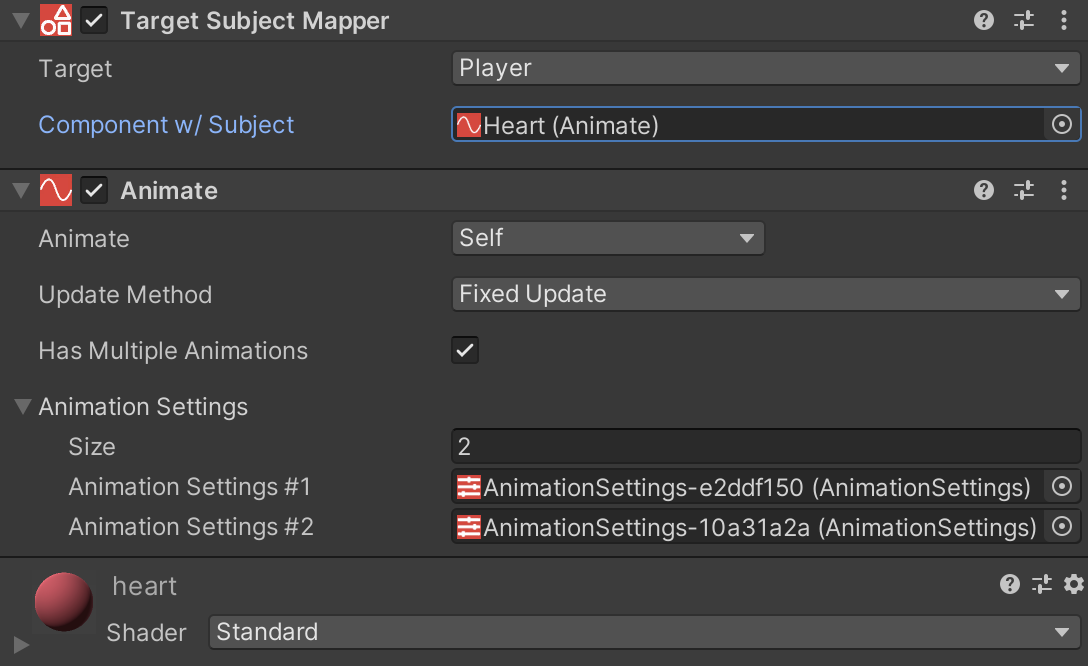 Target Subject Mapper
Target Player
Component w/ Subject Heart (Animate)
Animate
Animate Self
Update Method Fixed Update
Has Multiple Animations
Animation Settings
Size 2
Animation Settings #1 AnimationSettings-e2ddf150 (AnimationSettings)
Animation Settings #2 AnimationSettings-10a31a2a (AnimationSettings)
heart
Shader Standard